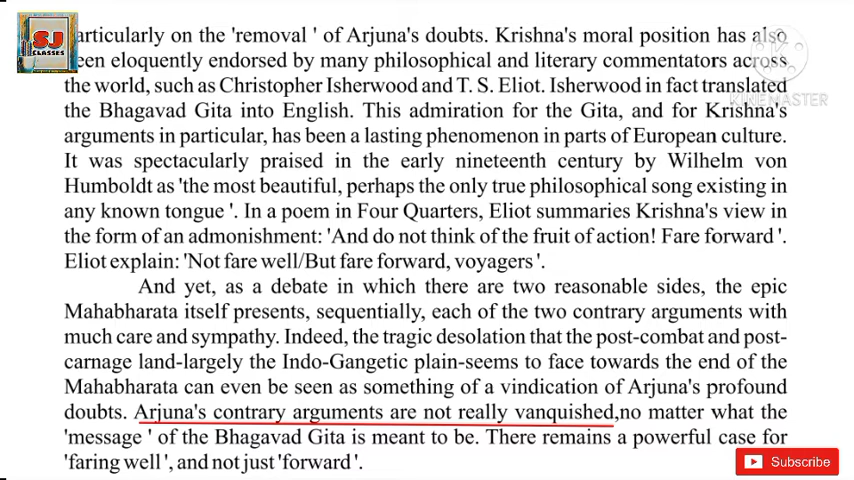 SJ
CLASSES
articularly on the 'removal ' of Arjuna's doubts. Krishna's moral position has also
een eloquently endorsed by many philosophical and literary commentators across
the world, such as Christopher Isherwood and T. S. Eliot. Isherwood in fact translated
the Bhagavad Gita into English. This admiration for the Gita, and for Krishna's
arguments in particular, has been a lasting phenomenon in parts of European culture.
It was spectacularly praised in the early nineteenth century by Wilhelm von
Humboldt as 'the most beautiful, perhaps the only true philosophical song existing in
any known tongue '. In a poem in Four Quarters, Eliot summaries Krishna's view in
the form of an admonishment: 'And do not think of the fruit of action! Fare forward '.
Eliot explain: 'Not fare well/But fare forward, voyagers '.
And yet, as a debate in which there are two reasonable sides, the epic
Mahabharata itself presents, sequentially, each of the two contrary arguments with
much care and sympathy. Indeed, the tragic desolation that the post-combat and post-
carnage land-largely the Indo-Gangetic plain-seems to face towards the end of the
Mahabharata can even be seen as something of a vindication of Arjuna's profound
doubts. Arjuna's contrary arguments are not really vanquished,no matter what the
'message ' of the Bhagavad Gita is meant to be. There remains a powerful case for
'faring well', and not just 'forward '.
KINEMASTER
Subscribe